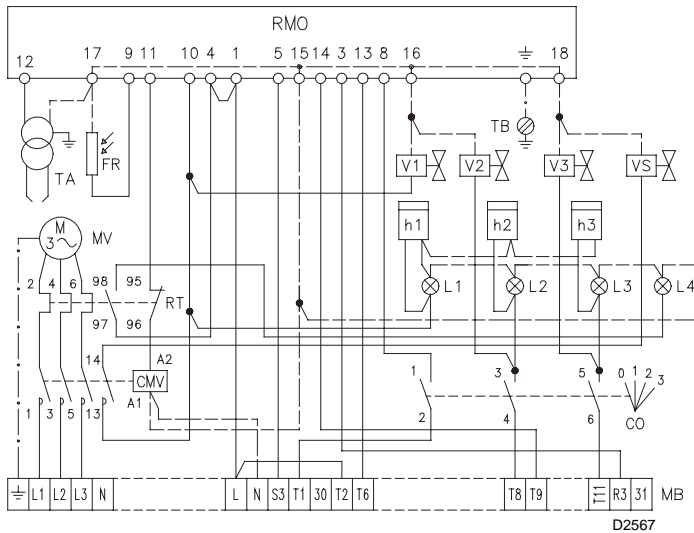 RMO
12 17 9 11 10 4 1 5 15 14 3 13 8 16 18
TB
FR
TA
V1 V2 V3 VS
h1 h2 h3
M
3
MV
2 4 6 98 95
RT
L1 L2 L3 L4
97 96
14
A2
CMV
A1
1 3 5 13
1 3 5 0 1 2 3
2 4 6
CO
L1 L2 L3 N L N S3 T1 30 T2 T6 T8 T9 T11 R3 31 MB
D2567